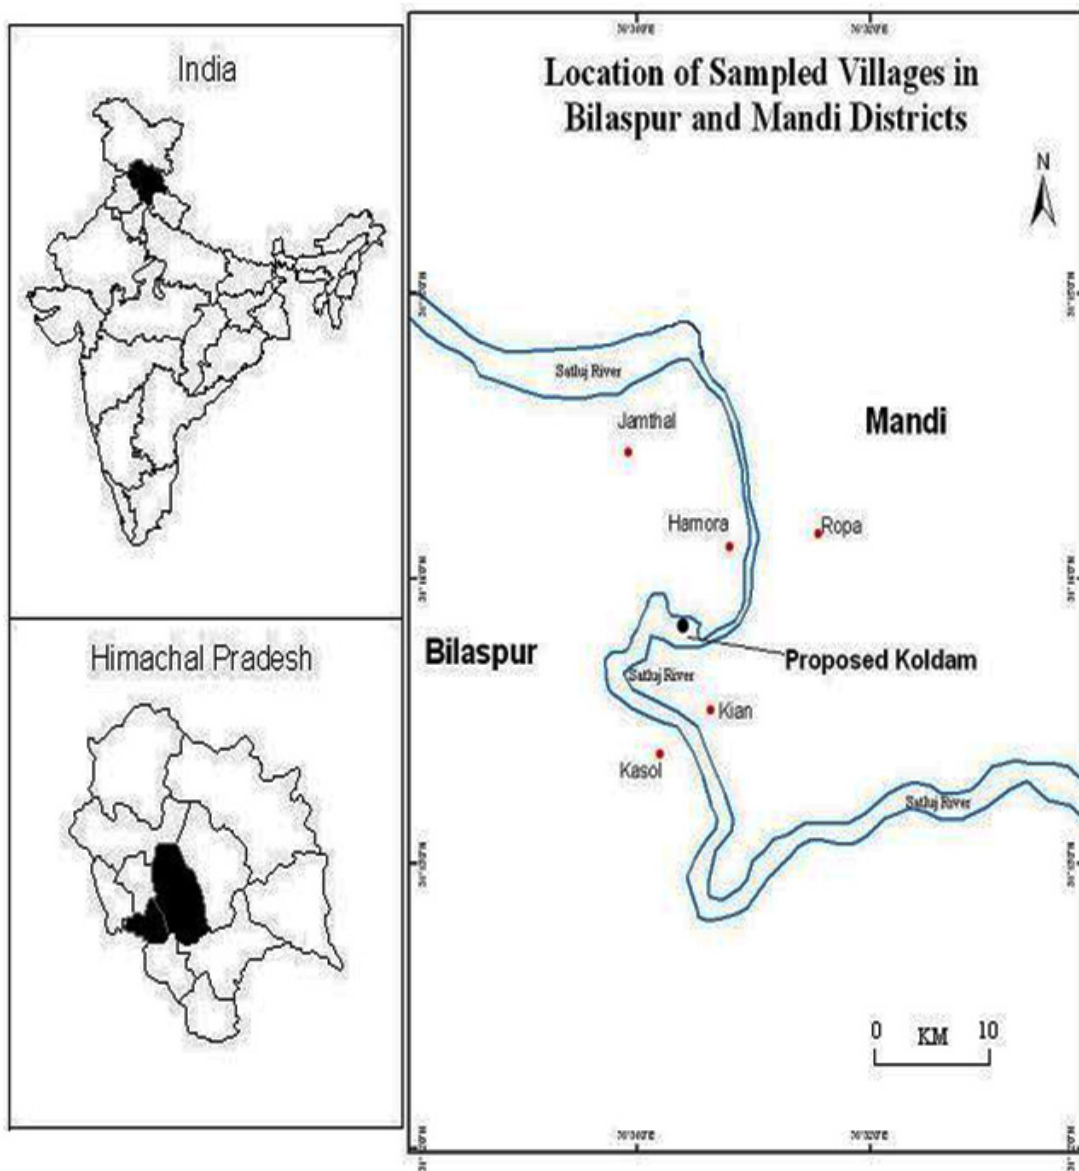 India
Himachal Pradesh
Location of Sampled Villages in
Bilaspur and Mandi Districts
N
Satluj River
Jamthal
Mandi
Hamora
Ropa
Bilaspur
Proposed Koldam
Satluj River
Kian
Kasol
Satluj River
0 KM 10